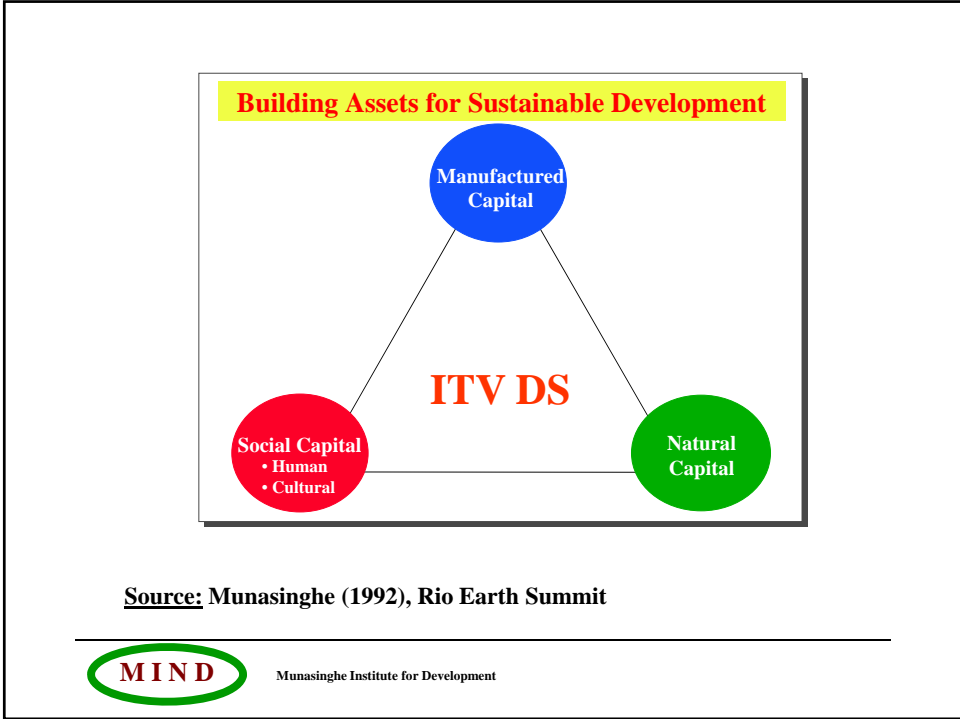 Building Assets for Sustainable Development
Manufactured
Capital
ITV DS
Social Capital
• Human
• Cultural
Natural
Capital
Source: Munasinghe (1992), Rio Earth Summit
M I N D
Munasinghe Institute for Development